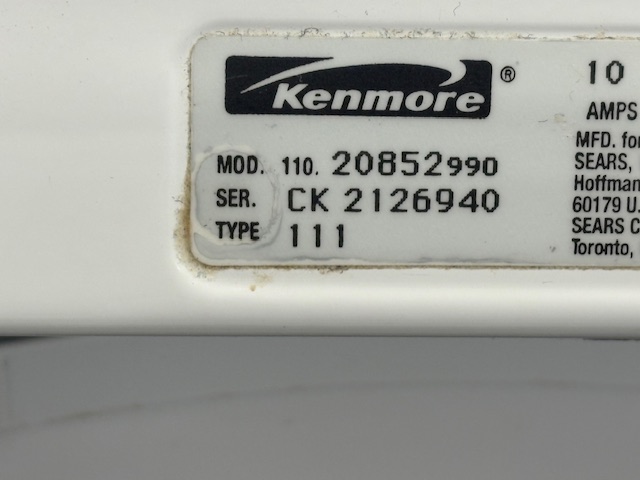 Kenmore®
MOD. 110. 20852990
SER. CK 2126940
TYPE 111
10
AMPS
MFD. for
SEARS,
Hoffman
60179 U.
SEARS C
Toronto,